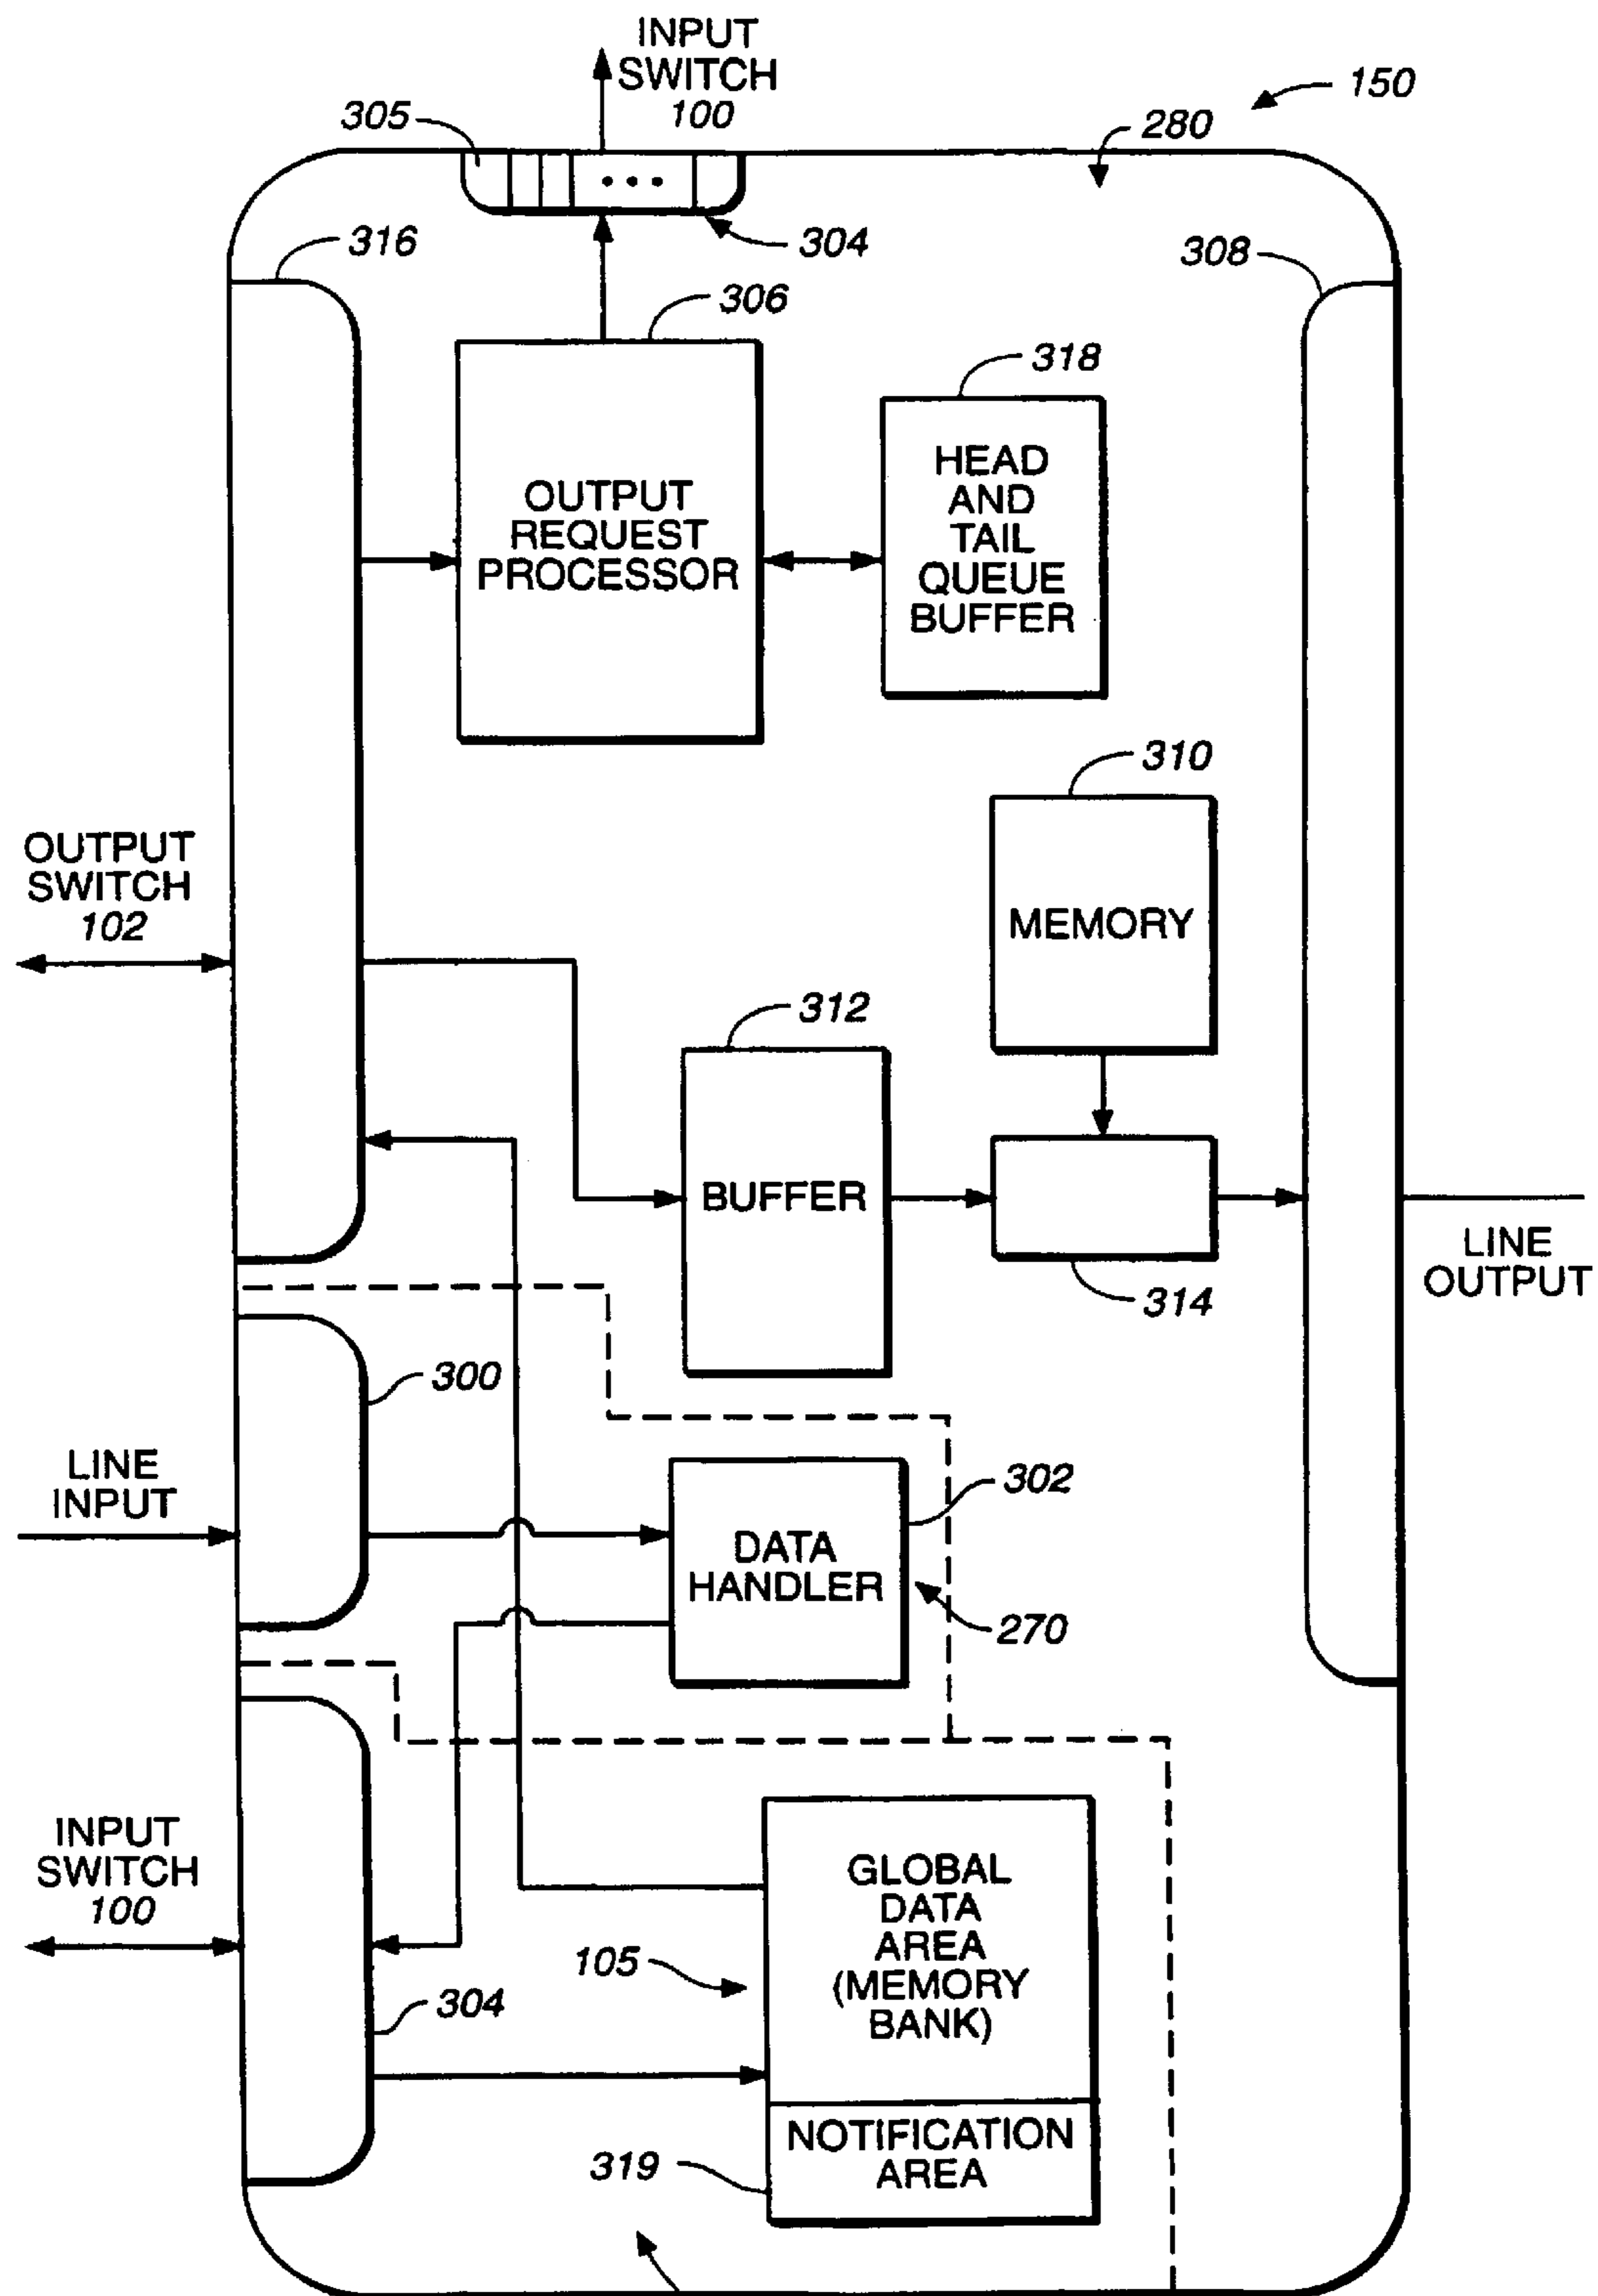 INPUT
SWITCH
100
150
305
280
304
316
308
306
318
OUTPUT
REQUEST
PROCESSOR
HEAD
AND
TAIL
QUEUE
BUFFER
310
OUTPUT
SWITCH
102
MEMORY
312
BUFFER
314
LINE
OUTPUT
300
LINE
INPUT
302
DATA
HANDLER
270
INPUT
SWITCH
100
GLOBAL
DATA
AREA
(MEMORY
BANK)
105
304
NOTIFICATION
AREA
319